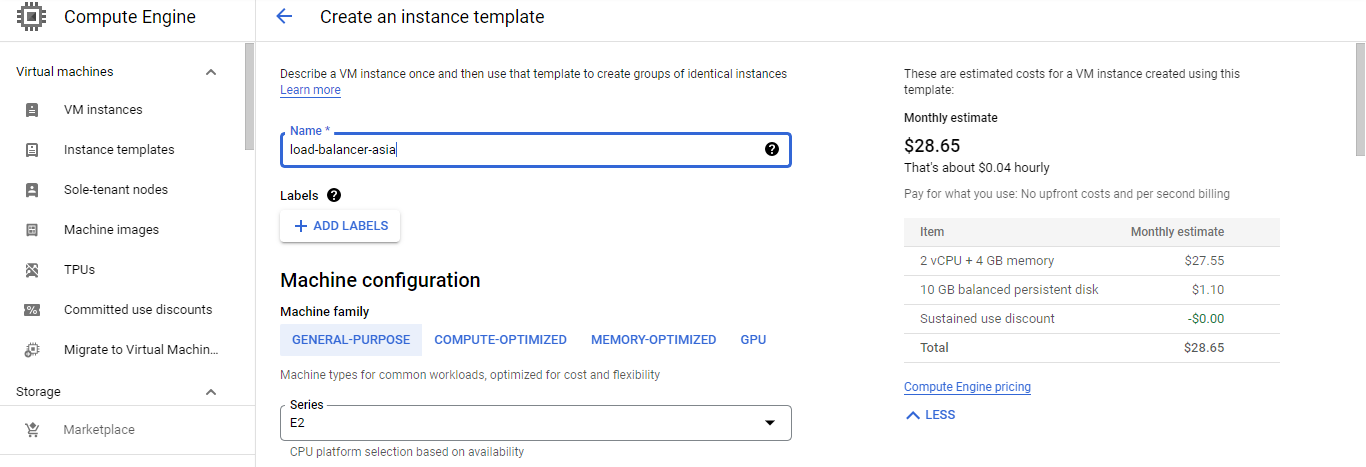 Compute Engine
Create an instance template
Virtual machines
VM instances
Instance templates
Sole-tenant nodes
Machine images
TPUs
Committed use discounts
Migrate to Virtual Machin...
Storage
Marketplace
Describe a VM instance once and then use that template to create groups of identical instances
Learn more
Name *
load-balancer-asia
Labels
ADD LABELS
Machine configuration
Machine family
GENERAL-PURPOSE COMPUTE-OPTIMIZED MEMORY-OPTIMIZED GPU
Machine types for common workloads, optimized for cost and flexibility
Series
E2
CPU platform selection based on availability
These are estimated costs for a VM instance created using this
template:
Monthly estimate
$28.65
That's about $0.04 hourly
Pay for what you use: No upfront costs and per second billing
Item Monthly estimate
2 vCPU + 4 GB memory $27.55
10 GB balanced persistent disk $1.10
Sustained use discount -$0.00
Total $28.65
Compute Engine pricing
LESS